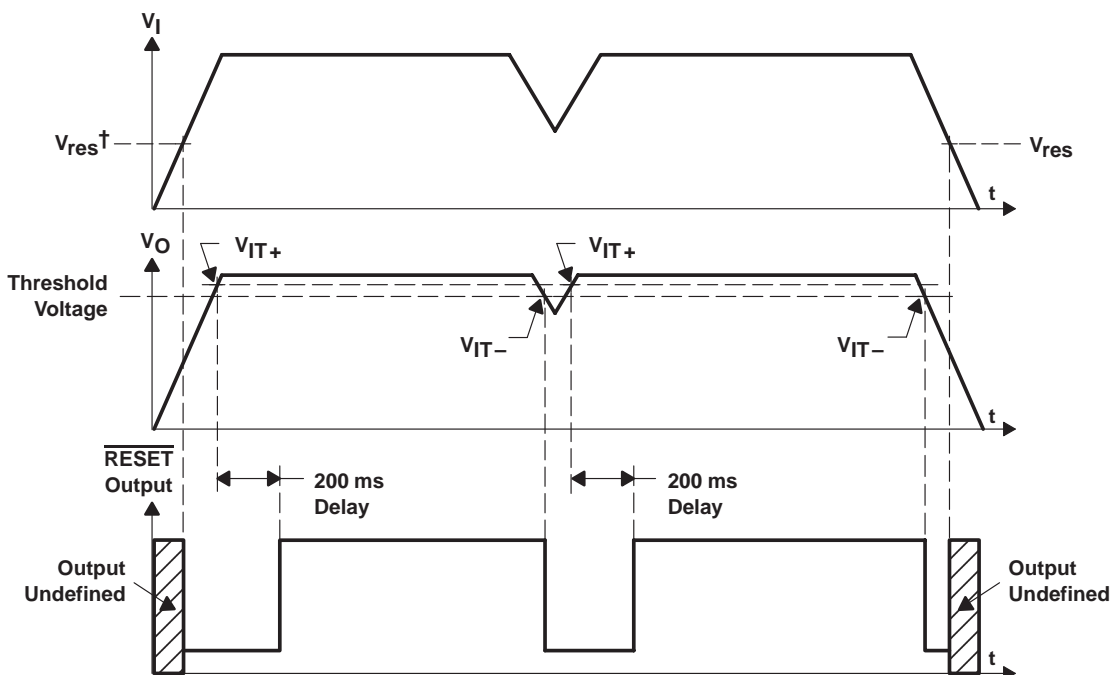 VI
Vres†
Vres
t
VO
VIT+
VIT+
Threshold
Voltage
VIT–
VIT–
t
RESET
Output
200 ms
Delay
200 ms
Delay
Output
Undefined
Output
Undefined
t